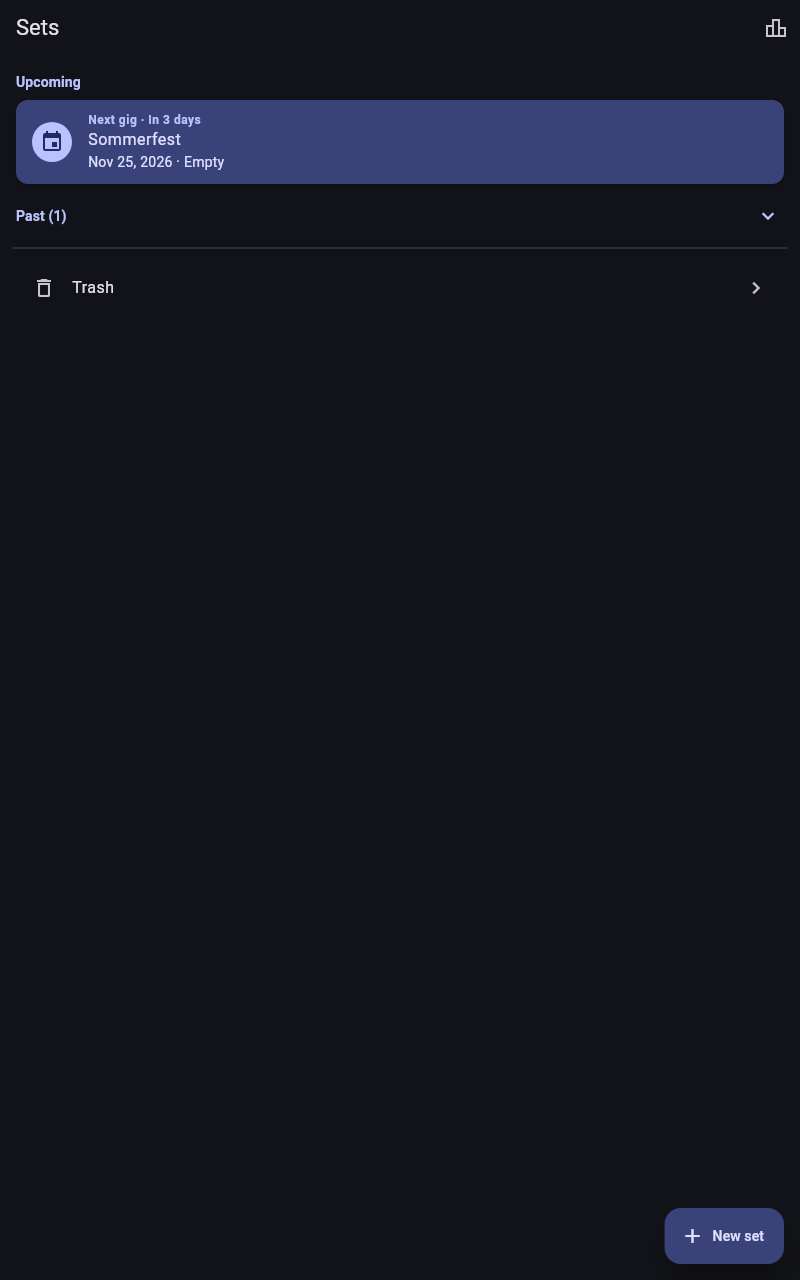 Sets
Upcoming
Next gig · In 3 days
Sommerfest
Nov 25, 2026 · Empty
Past (1)
Trash
New set